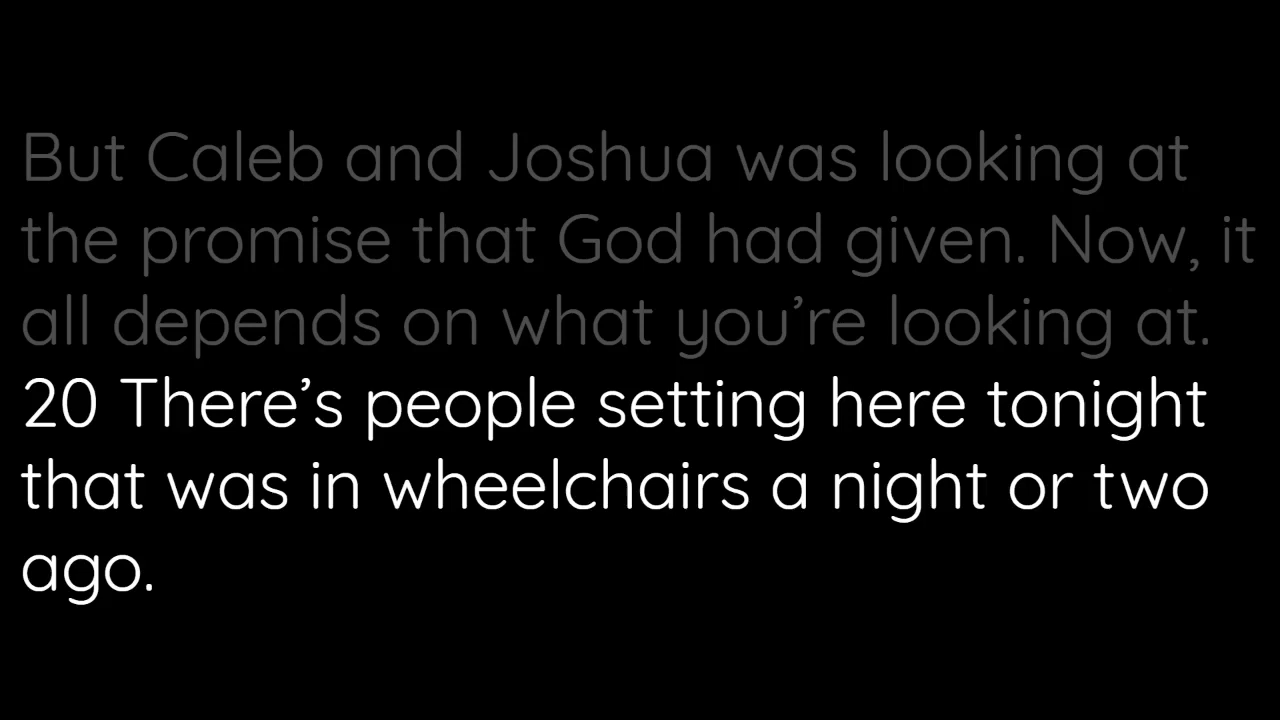 But Caleb and Joshua was looking at
the promise that God had given. Now, it
all depends on what you’re looking at.
20 There’s people setting here tonight
that was in wheelchairs a night or two
ago.